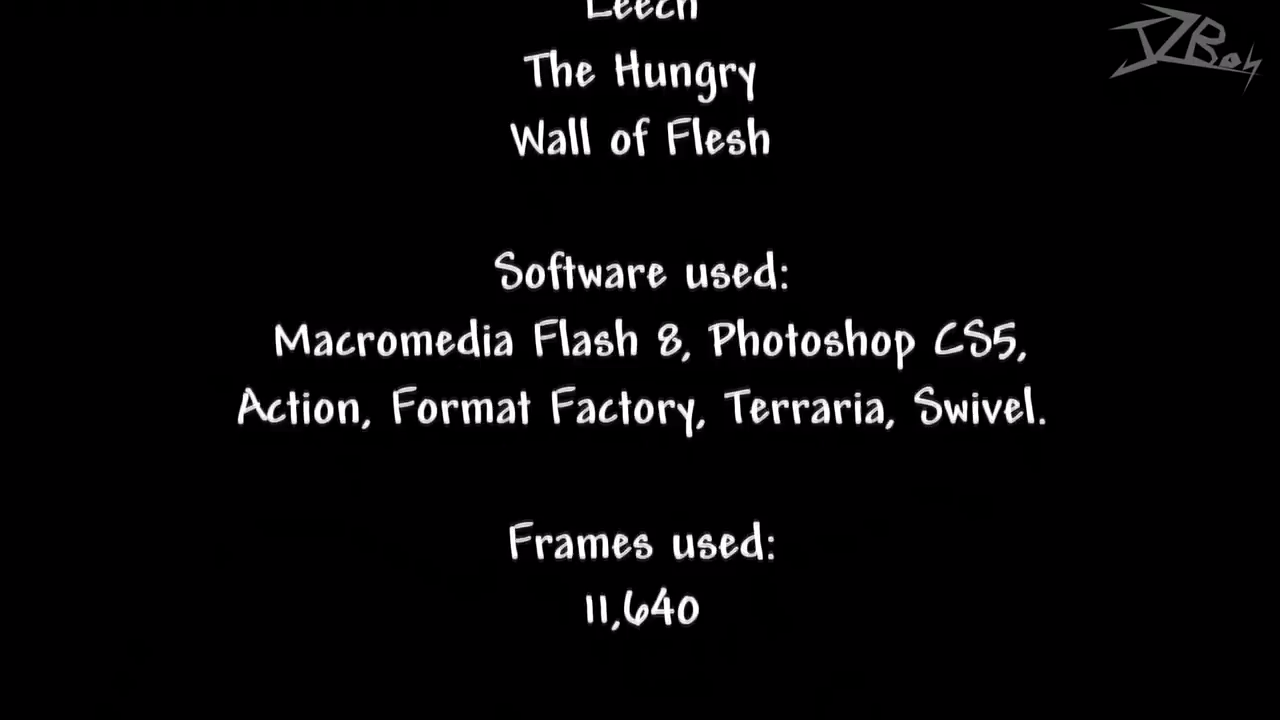 Leech
The Hungry
Wall of Flesh
Software used:
Macromedia Flash 8, Photoshop CS5,
Action, Format Factory, Terraria, Swivel.
Frames used:
11,640
JZBoy